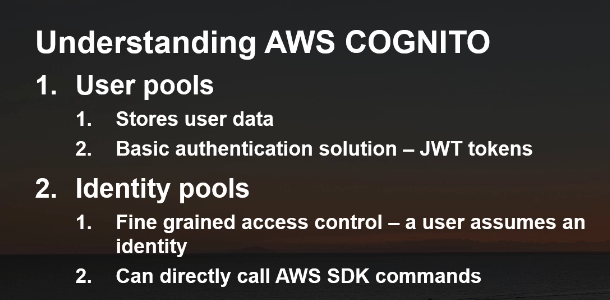 Understanding AWS COGNITO
1. User pools
1. Stores user data
2. Basic authentication solution – JWT tokens
2. Identity pools
1. Fine grained access control – a user assumes an
identity
2. Can directly call AWS SDK commands